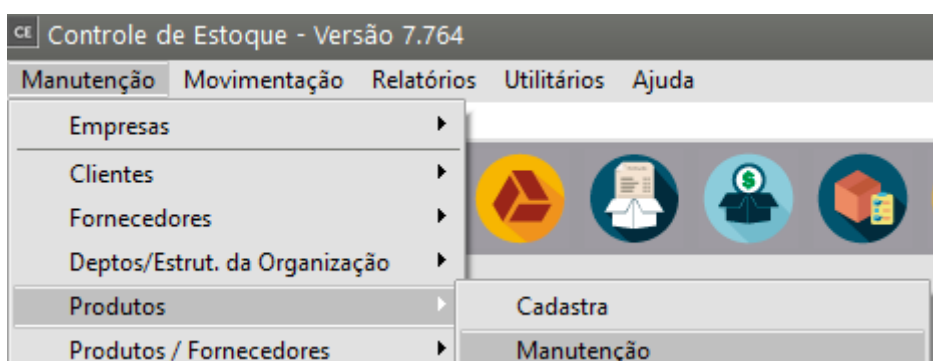 CE Controle de Estoque - Versão 7.764
Manutenção Movimentação Relatórios Utilitários Ajuda
Empresas
Clientes
Fornecedores
Deptos/Estrut. da Organização
Produtos Cadastra
Produtos / Fornecedores Manutenção